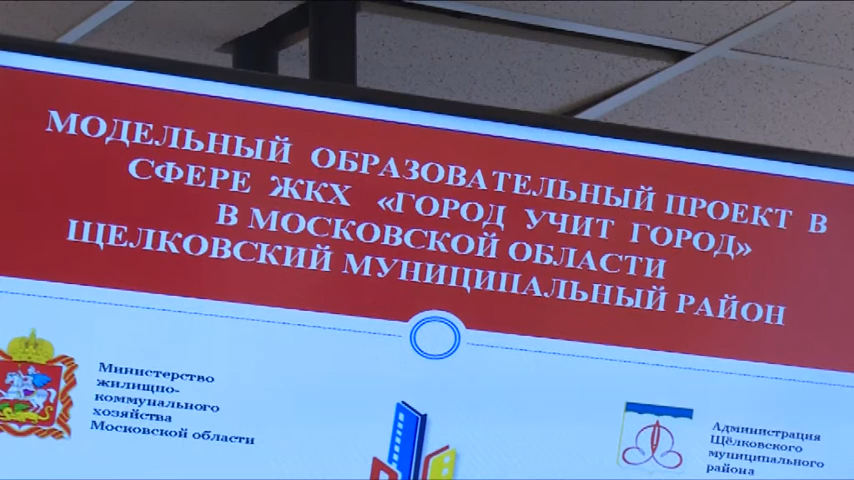 МОДЕЛЬНЫЙ ОБРАЗОВАТЕЛЬНЫЙ ПРОЕКТ В
СФЕРЕ ЖКХ «ГОРОД УЧИТ ГОРОД»
В МОСКОВСКОЙ ОБЛАСТИ
ЩЕЛКОВСКИЙ МУНИЦИПАЛЬНЫЙ РАЙОН
Министерство
жилищно-
коммунального
хозяйства
Московской области
Администрация
Щёлковского
муниципального
района